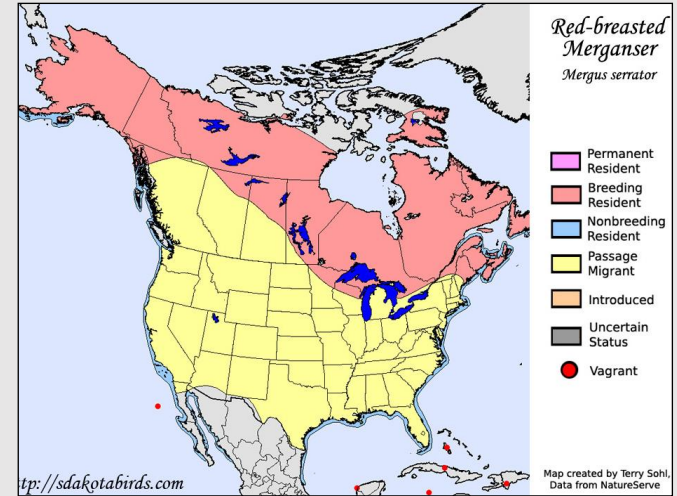 Red-breasted
Merganser
Mergus serrator
Permanent
Resident
Breeding
Resident
Nonbreeding
Resident
Passage
Migrant
Introduced
Uncertain
Status
Vagrant
Map created by Terry Sohl,
Data from NatureServe
tp://sdakotabirds.com